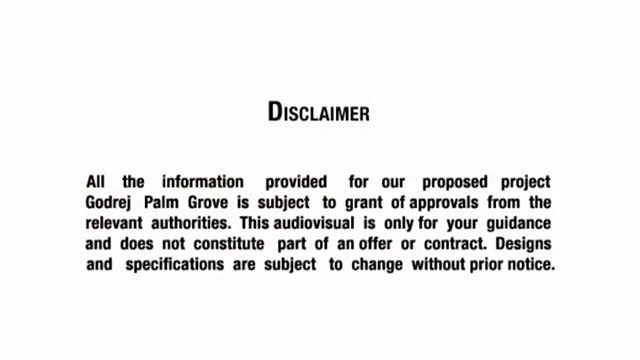 DISCLAIMER
All the information provided for our proposed project
Godrej Palm Grove is subject to grant of approvals from the
relevant authorities. This audiovisual is only for your guidance
and does not constitute part of an offer or contract. Designs
and specifications are subject to change without prior notice.